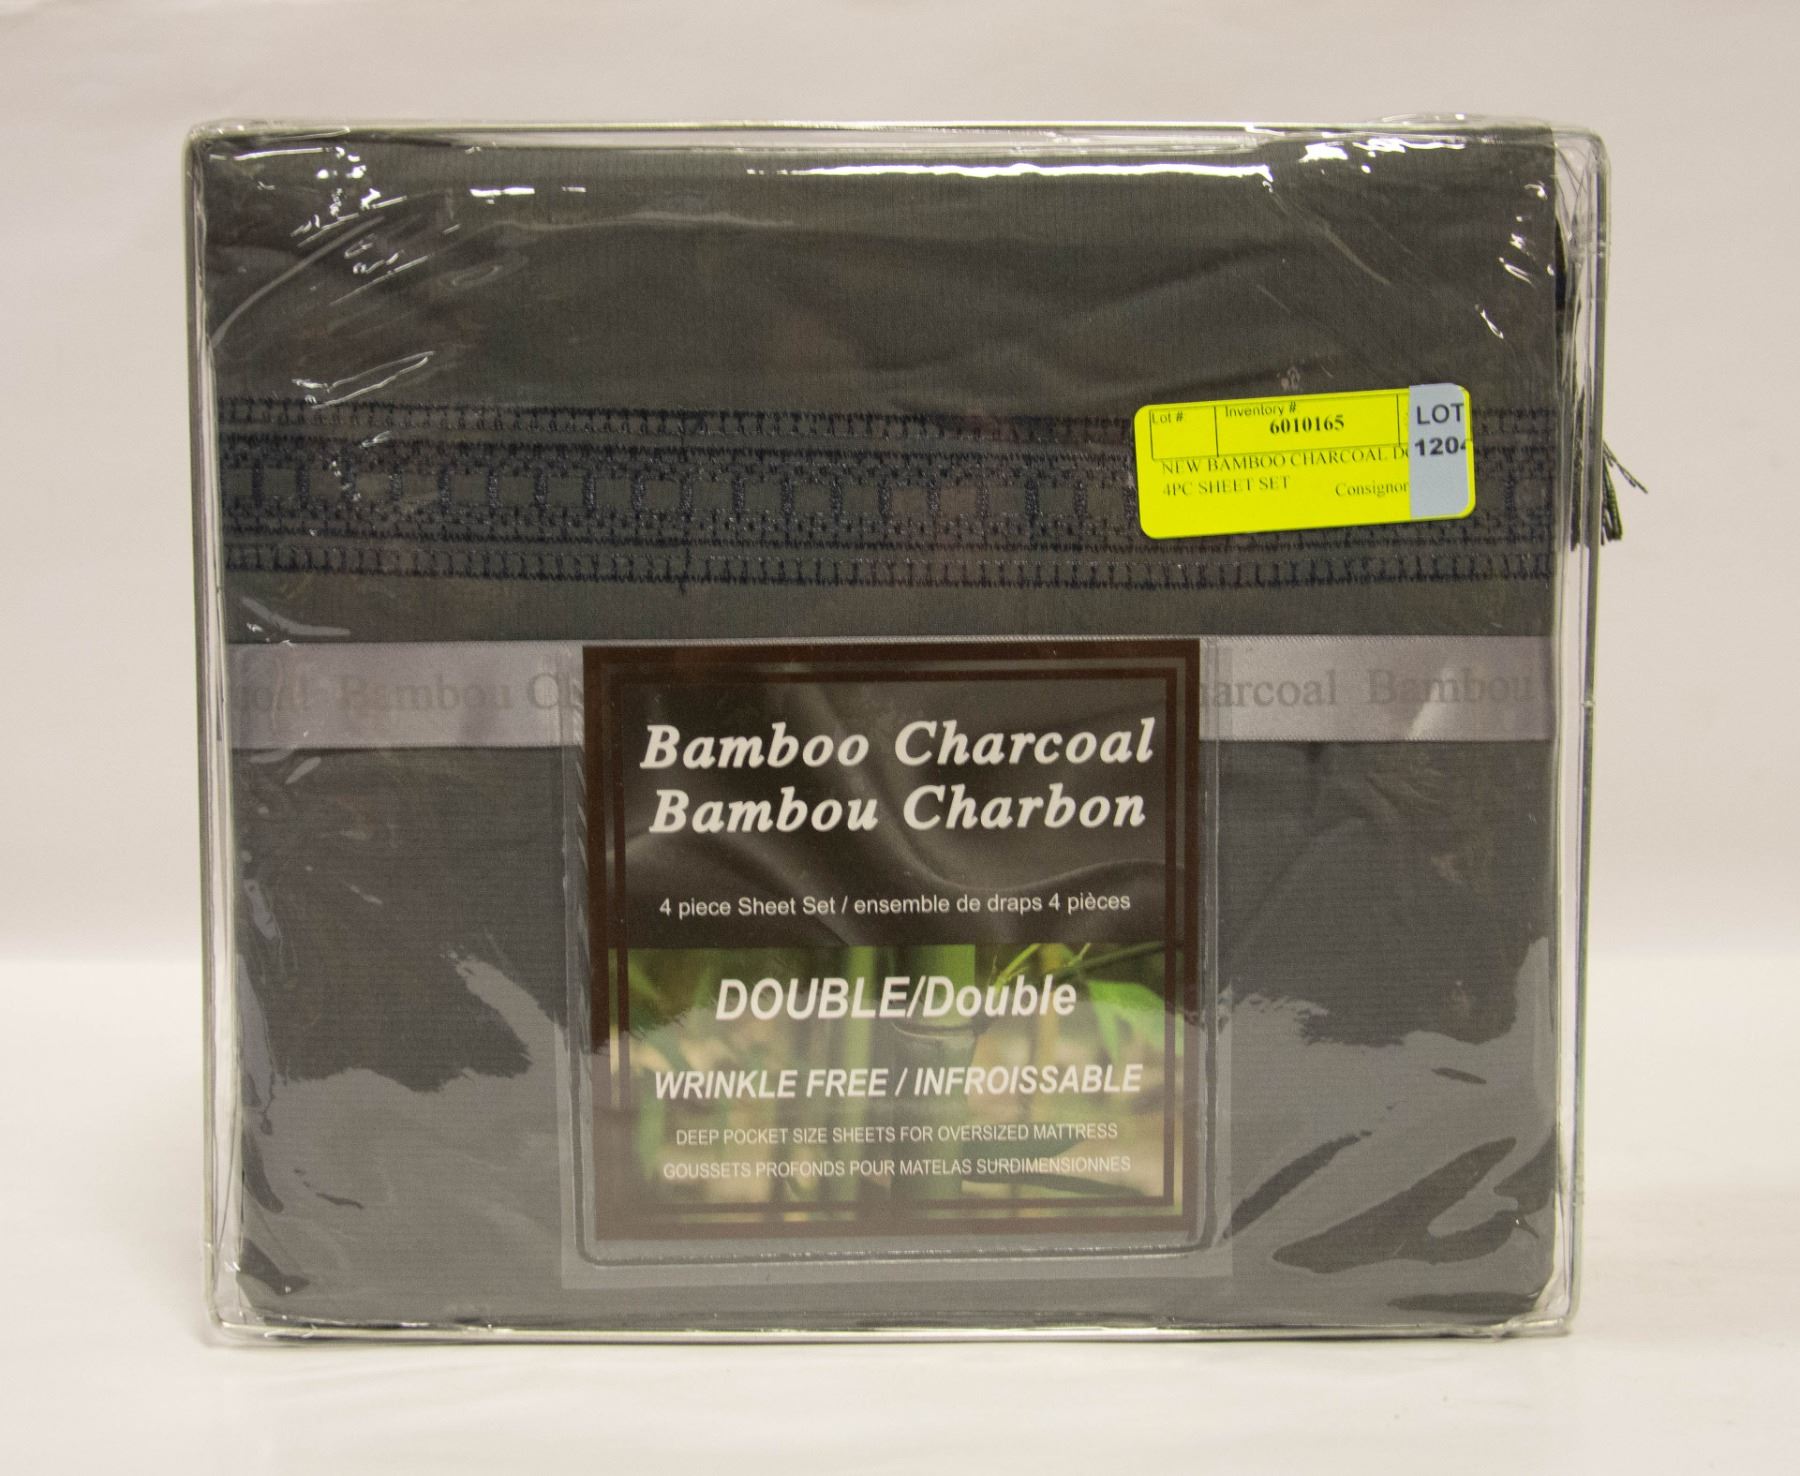 Lot #
Inventory #
6010165
LOT
NEW BAMBOO CHARCOAL
4PC SHEET SET
Consignor
Bambou
Bambou
Bamboo Charcoal
Bambou Charbon
4 piece Sheet Set / ensemble de draps 4 pièces
DOUBLE/Double
WRINKLE FREE / INFROISSABLE
DEEP POCKET SIZE SHEETS FOR OVERSIZED MATTRESS
GOUSSETS PROFONDS POUR MATELAS SURDIMENSIONNES